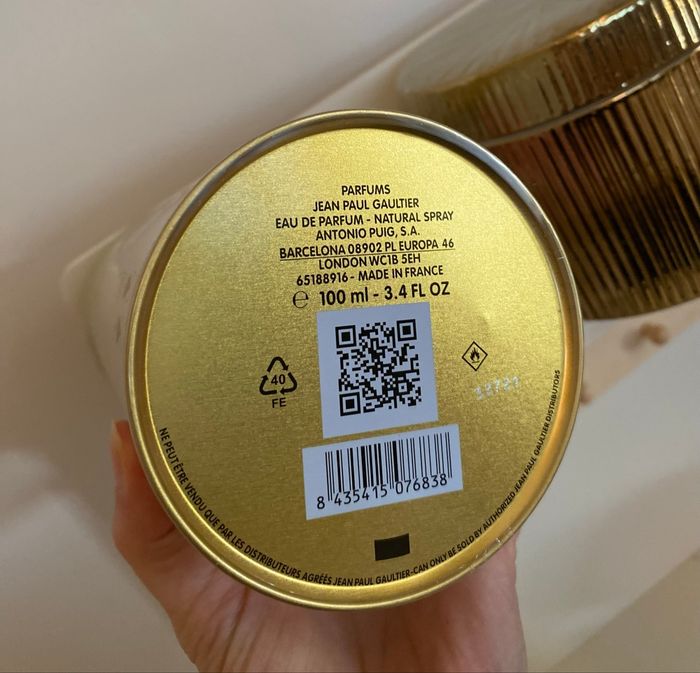 PARFUMS
JEAN PAUL GAULTIER
EAU DE PARFUM - NATURAL SPRAY
ANTONIO PUIG, S.A.
BARCELONA 08902 PL EUROPA 46
LONDON WC1B 5EH
65188916 - MADE IN FRANCE
℮ 100 ml - 3.4 FL OZ
40
FE
8 435415 076838
NE PEUT ÊTRE VENDU QUE PAR LES DISTRIBUTEURS AGRÉÉS JEAN PAUL GAULTIER-CAN ONLY BE SOLD BY AUTHORIZED JEAN PAUL GAULTIER DISTRIBUTORS